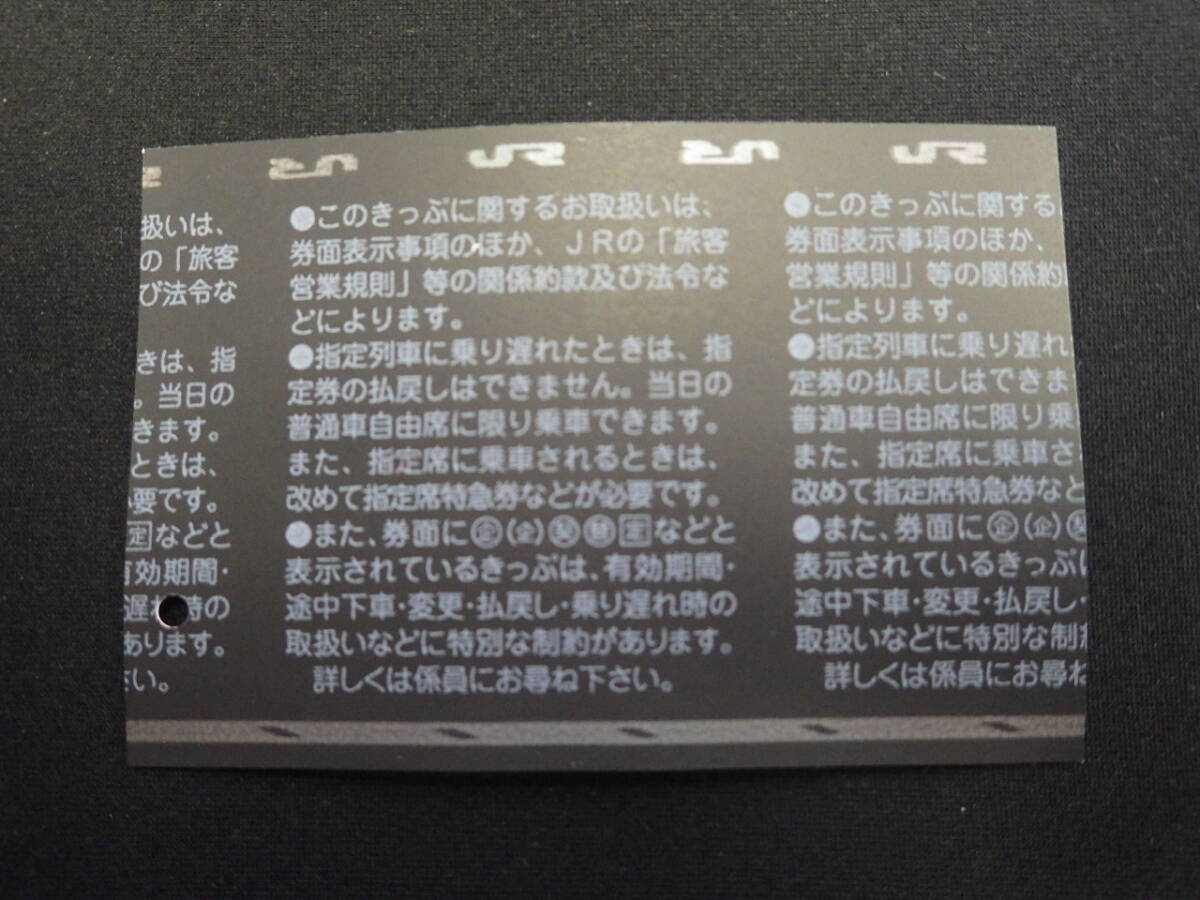 JR JR JR JR
扱いは、
の「旅客
び法令な
きは、指
。当日の
きます。
ときは、
要です。
定などと
有効期間・
遅れ時の
あります。
さい。
●このきっぷに関するお取扱いは、
券面表示事項のほか、JRの「旅客
営業規則」等の関係約款及び法令な
どによります。
●指定列車に乗り遅れたときは、指
定券の払戻しはできません。当日の
普通車自由席に限り乗車できます。
また、指定席に乗車されるときは、
改めて指定席特急券などが必要です。
●また、券面に㋖(企)などと
表示されているきっぷは、有効期間・
途中下車・変更・払戻し・乗り遅れ時の
取扱いなどに特別な制約があります。
詳しくは係員にお尋ね下さい。
●このきっぷに関する
券面表示事項のほか、
営業規則」等の関係約
どによります。
●指定列車に乗り遅れ
定券の払戻しはできま
普通車自由席に限り乗
また、指定席に乗車さ
改めて指定席特急券など
●また、券面に㊭(企)
表示されているきっぷは
途中下車・変更・払戻し・
取扱いなどに特別な制
詳しくは係員にお尋ね